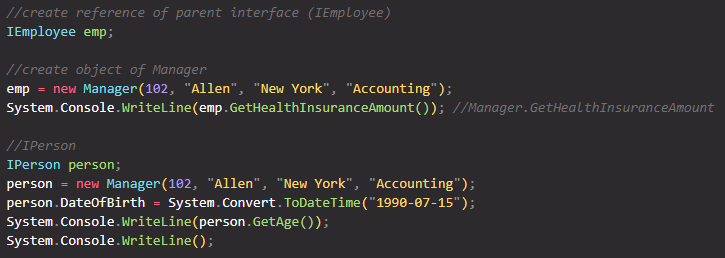 //create reference of parent interface (IEmployee)
IEmployee emp;
//create object of Manager
emp = new Manager(102, "Allen", "New York", "Accounting");
System.Console.WriteLine(emp.GetHealthInsuranceAmount()); //Manager.GetHealthInsuranceAmount
//IPerson
IPerson person;
person = new Manager(102, "Allen", "New York", "Accounting");
person.DateOfBirth = System.Convert.ToDateTime("1990-07-15");
System.Console.WriteLine(person.GetAge());
System.Console.WriteLine();